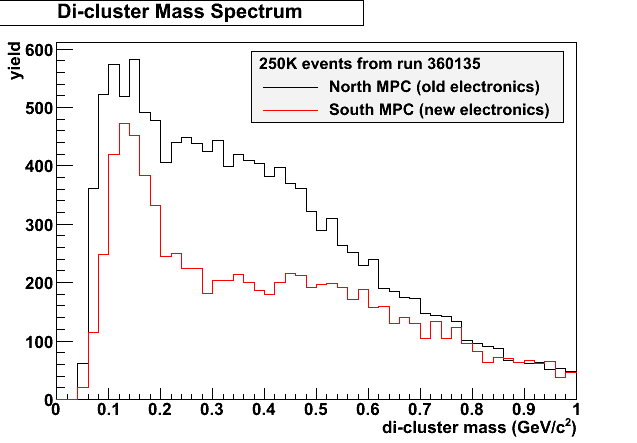 Di-cluster Mass Spectrum
yield
600
500
400
300
200
100
0
250K events from run 360135
North MPC (old electronics)
South MPC (new electronics)
0 0.1 0.2 0.3 0.4 0.5 0.6 0.7 0.8 0.9 1
di-cluster mass (GeV/c²)